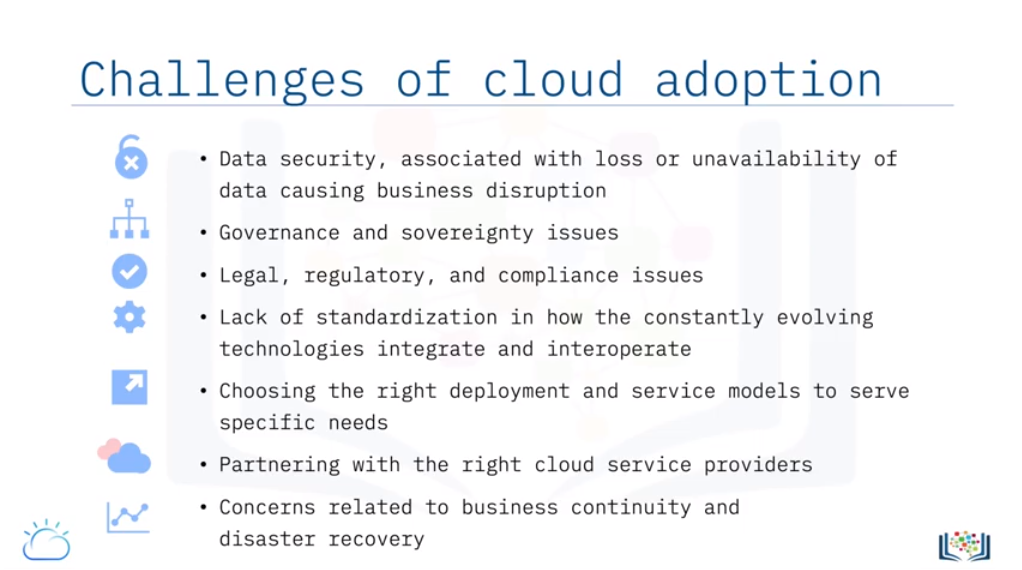 Challenges of cloud adoption
• Data security, associated with loss or unavailability of
data causing business disruption
• Governance and sovereignty issues
• Legal, regulatory, and compliance issues
• Lack of standardization in how the constantly evolving
technologies integrate and interoperate
• Choosing the right deployment and service models to serve
specific needs
• Partnering with the right cloud service providers
• Concerns related to business continuity and
disaster recovery